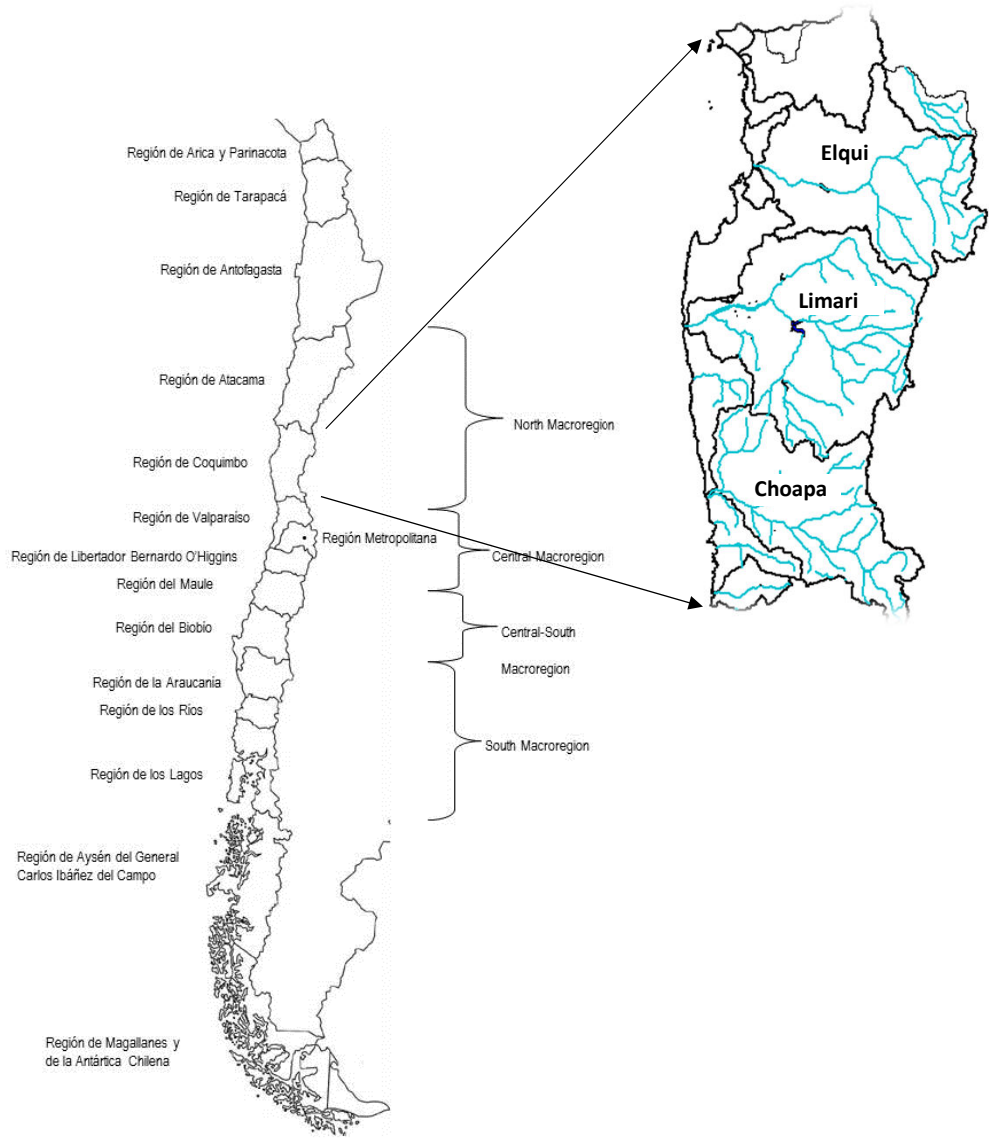 Elqui
Región de Arica y Parinacota
Región de Tarapacá
Región de Antofagasta
Limari
Región de Atacama
North Macroregion
Región de Coquimbo
Choapa
Región de Valparaíso
Región Metropolitana
Región de Libertador Bernardo O'Higgins
Central Macroregion
Región del Maule
Región del Biobío
Central-South
Macroregion
Región de la Araucanía
Región de los Ríos
South Macroregion
Región de los Lagos
Región de Aysén del General
Carlos Ibáñez del Campo
Región de Magallanes y
de la Antártica Chilena